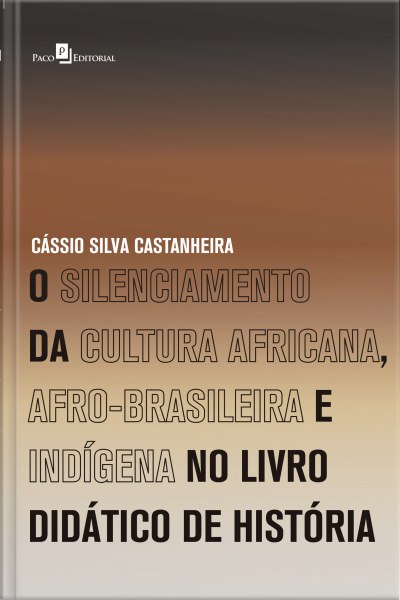 PACO EDITORIAL
CÁSSIO SILVA CASTANHEIRA
O SILENCIAMENTO
DA CULTURA AFRICANA,
AFRO-BRASILEIRA E
INDÍGENA NO LIVRO
DIDÁTICO DE HISTÓRIA